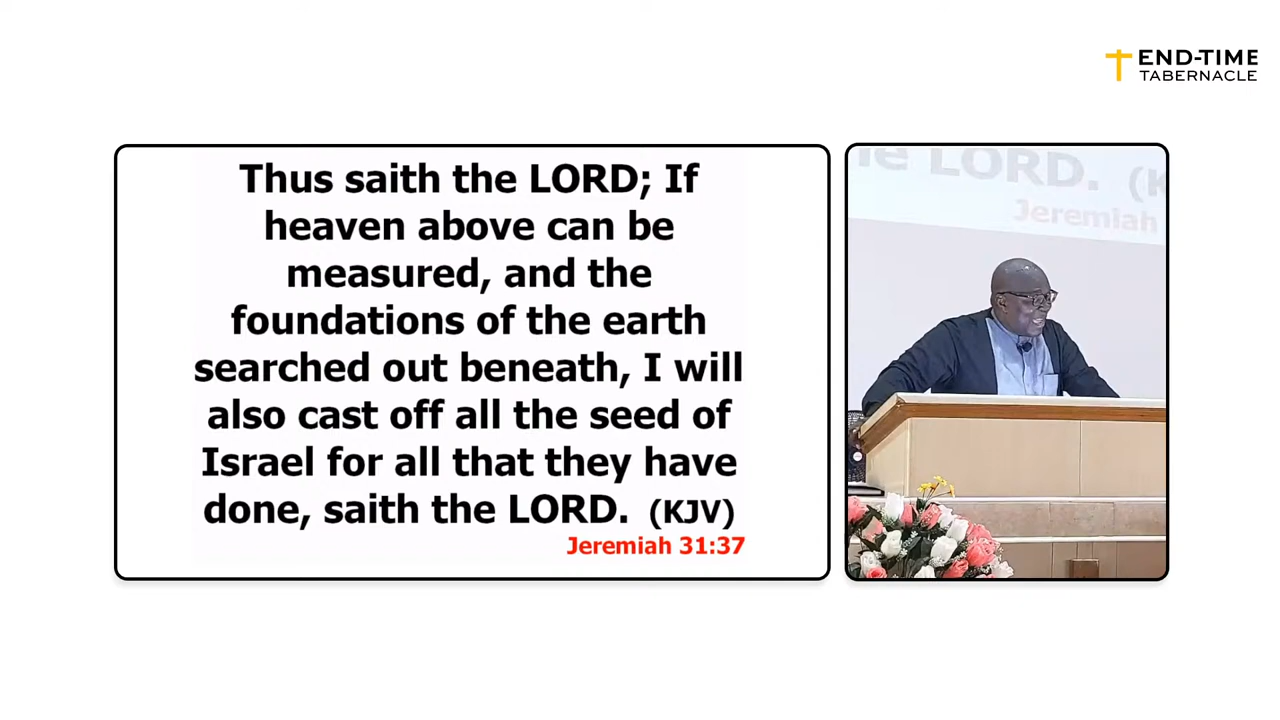 END-TIME
TABERNACLE
Thus saith the LORD; If
heaven above can be
measured, and the
foundations of the earth
searched out beneath, I will
also cast off all the seed of
Israel for all that they have
done, saith the LORD. (KJV)
Jeremiah 31:37
LORD. (K
Jeremiah